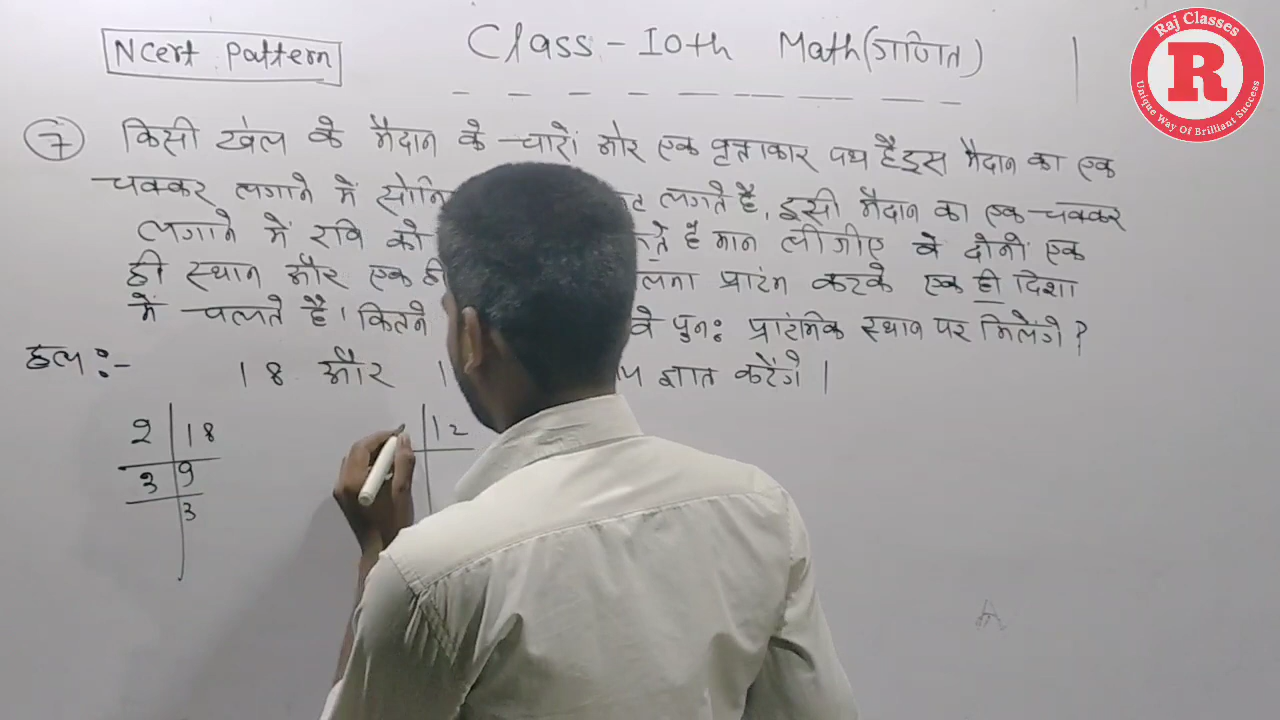 NCert Pattern
Class - 10th Math (गणित)
Raj Classes
R
Unique Way Of Brilliant Success
7 किसी खेल के मैदान के चारों ओर एक वृत्ताकार पथ है इस मैदान का एक
चक्कर लगाने में लगते है, इसी मैदान का एक चक्कर
लगाने में रवि को है मान लीजीए वे दोनों एक
ही स्थान और एक ही प्रारंभ करके एक ही दिशा
में चलते है। कितने वे पुनः प्रारंभिक स्थान पर मिलेंगे ?
हल :- 18 और ज्ञात करेंगे |
2 18
3 9
3
12
A